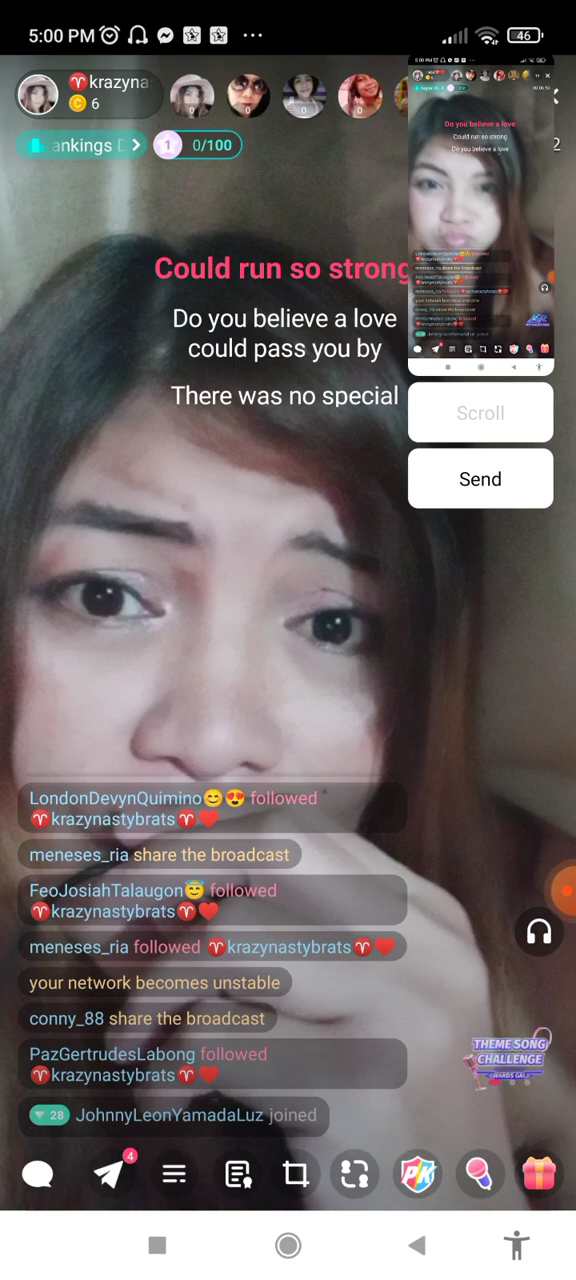 5:00 PM
46
krazyna
6
0
0
0
0
ankings
1
0/100
2
Could run so strong
Do you believe a love
could pass you by
There was no special
Do you believe a love
Could run so strong
Do you believe a love
Scroll
Send
LondonDevynQuimino😊😍 followed
♈krazynastybrats♈❤️
meneses_ria share the broadcast
FeoJosiahTalaugon😇 followed
♈krazynastybrats♈❤️
meneses_ria followed ♈krazynastybrats♈❤️
your network becomes unstable
conny_88 share the broadcast
PazGertrudesLabong followed
♈krazynastybrats♈❤️
28 JohnnyLeonYamadaLuz joined
THEME SONG
CHALLENGE
4
PK